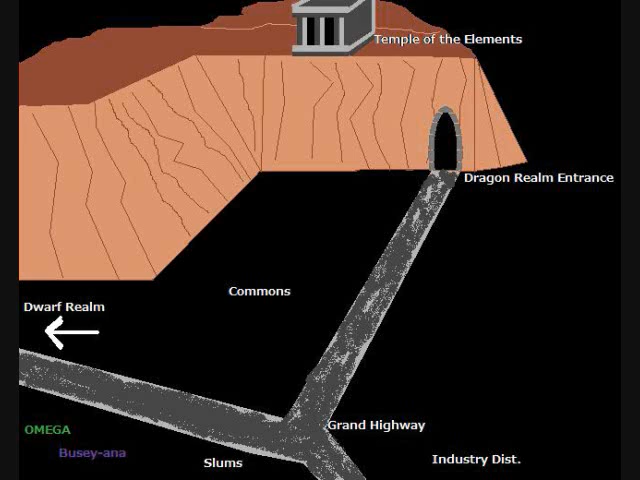 Temple of the Elements
Dragon Realm Entrance
Commons
Dwarf Realm
Grand Highway
OMEGA
Busey-ana
Slums
Industry Dist.